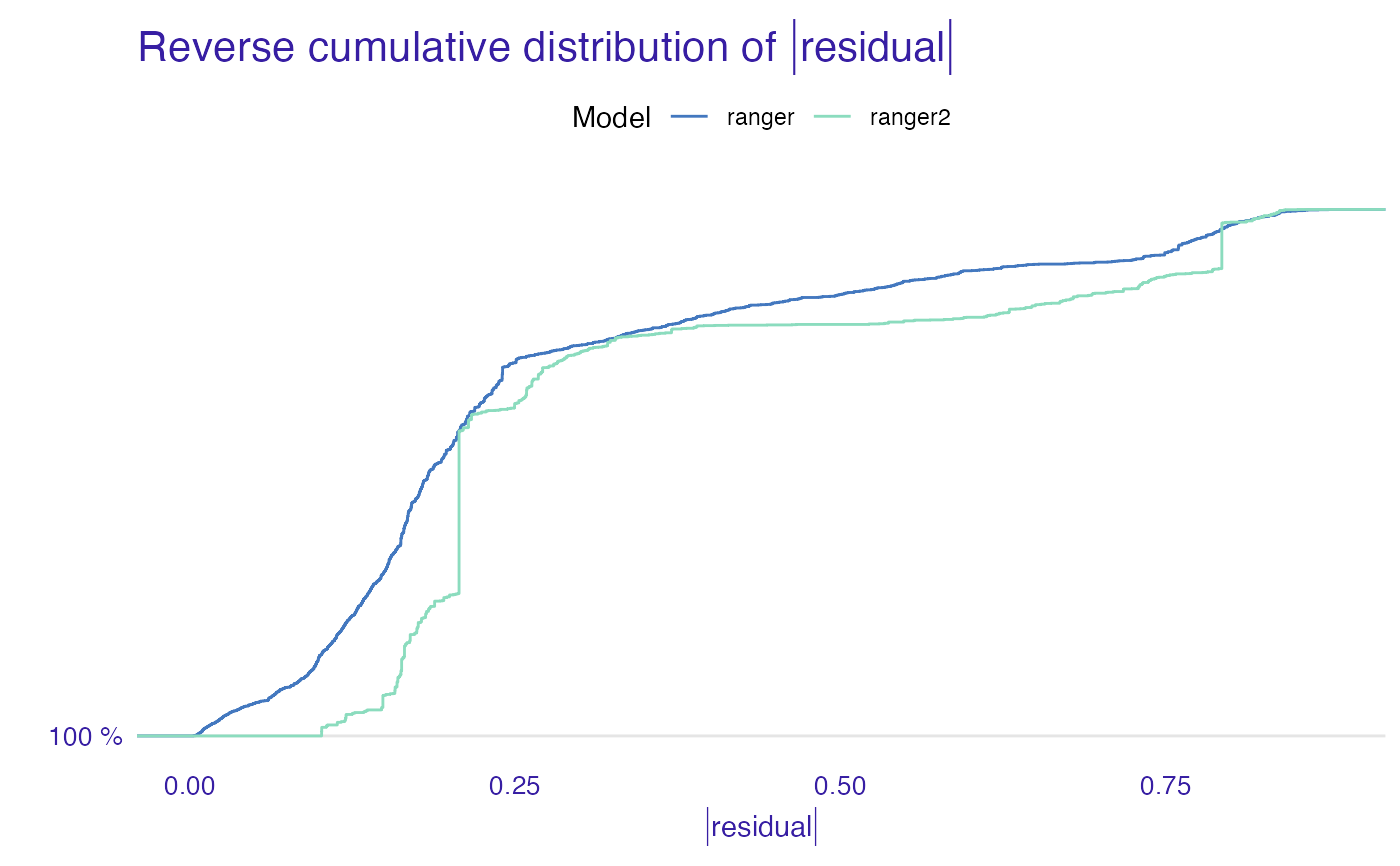 Reverse cumulative distribution of |residual|
Model ranger ranger2
100 %
0.00 0.25 0.50 0.75
|residual|